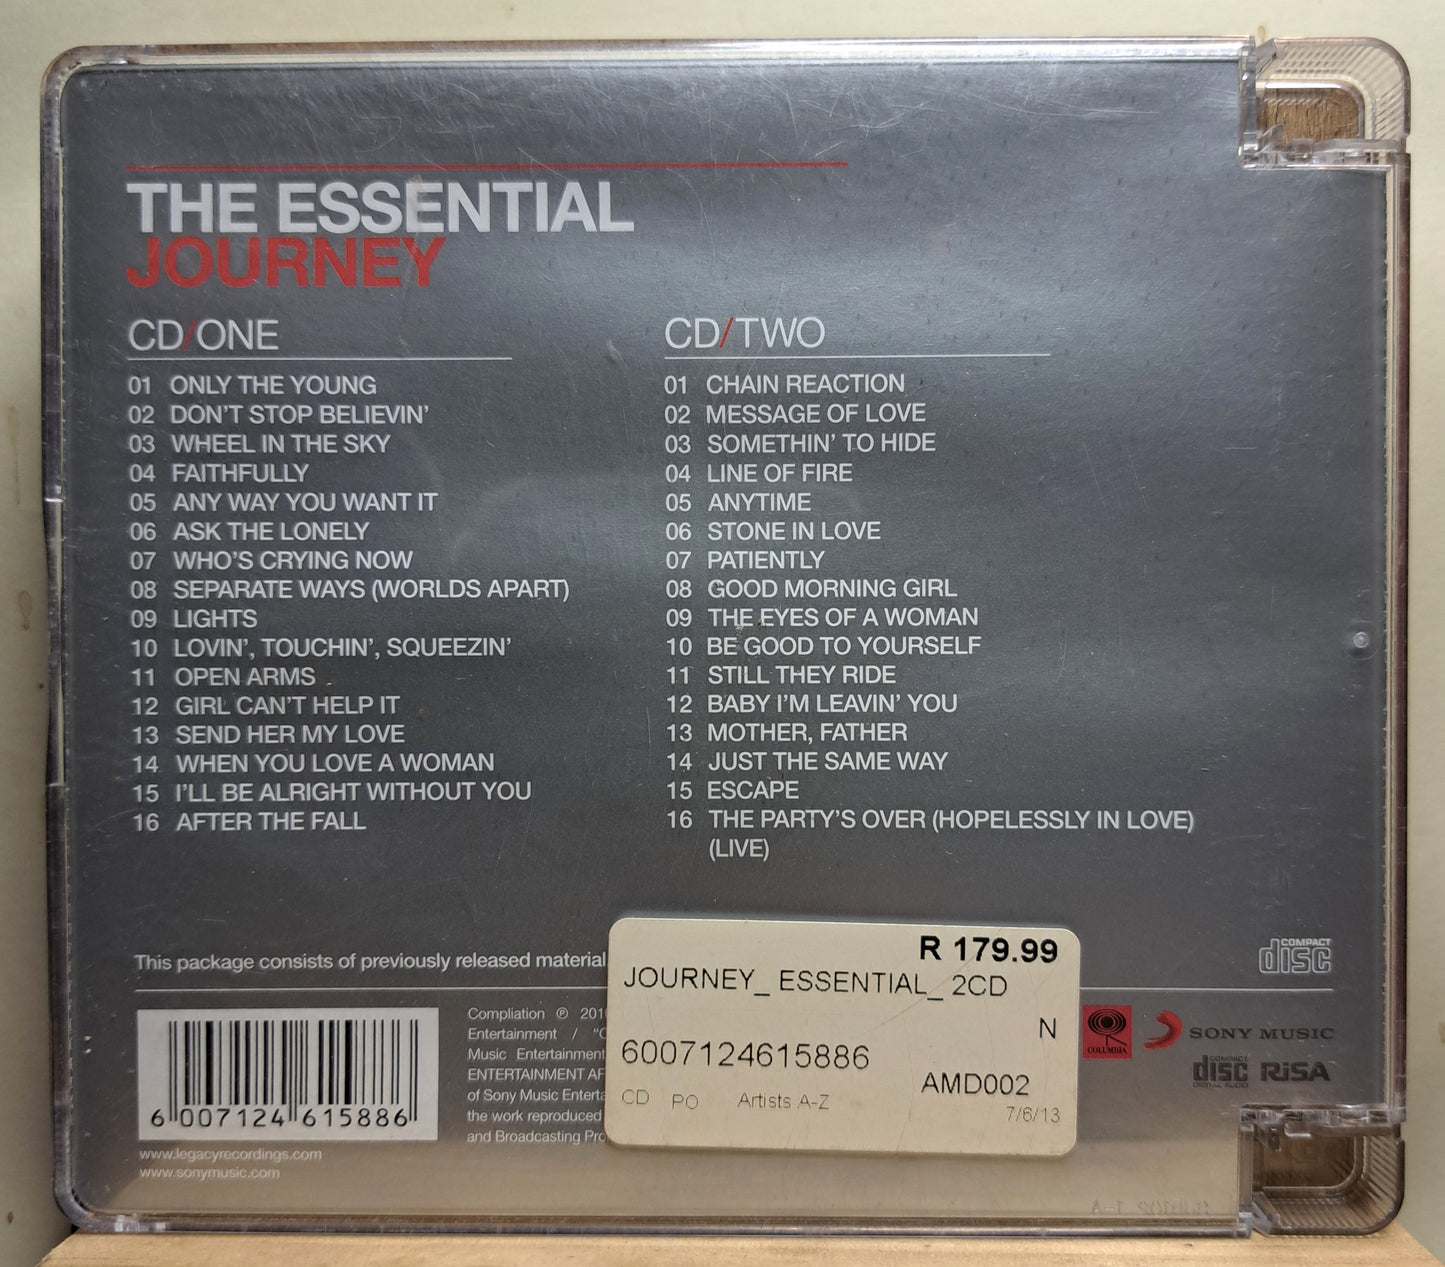 THE ESSENTIAL
JOURNEY
CD/ONE
01 ONLY THE YOUNG
02 DON'T STOP BELIEVIN'
03 WHEEL IN THE SKY
04 FAITHFULLY
05 ANY WAY YOU WANT IT
06 ASK THE LONELY
07 WHO'S CRYING NOW
08 SEPARATE WAYS (WORLDS APART)
09 LIGHTS
10 LOVIN', TOUCHIN', SQUEEZIN'
11 OPEN ARMS
12 GIRL CAN'T HELP IT
13 SEND HER MY LOVE
14 WHEN YOU LOVE A WOMAN
15 I'LL BE ALRIGHT WITHOUT YOU
16 AFTER THE FALL
CD/TWO
01 CHAIN REACTION
02 MESSAGE OF LOVE
03 SOMETHIN' TO HIDE
04 LINE OF FIRE
05 ANYTIME
06 STONE IN LOVE
07 PATIENTLY
08 GOOD MORNING GIRL
09 THE EYES OF A WOMAN
10 BE GOOD TO YOURSELF
11 STILL THEY RIDE
12 BABY I'M LEAVIN' YOU
13 MOTHER, FATHER
14 JUST THE SAME WAY
15 ESCAPE
16 THE PARTY'S OVER (HOPELESSLY IN LOVE)
(LIVE)
This package consists of previously released material
COMPACT
disc
Compliation ℗
Entertainment /
Music Entertainment
ENTERTAINMENT
of Sony Music
the work reproduced
and Broadcasting
6 007124 615886
www.legacyrecordings.com
www.sonymusic.com
R 179.99
JOURNEY_ ESSENTIAL_ 2CD
N
6007124615886
AMD002
CD PO Artists A-Z
7/6/13
COLUMBIA
SONY MUSIC
COMPACT
disc
DIGITAL AUDIO
RiSA